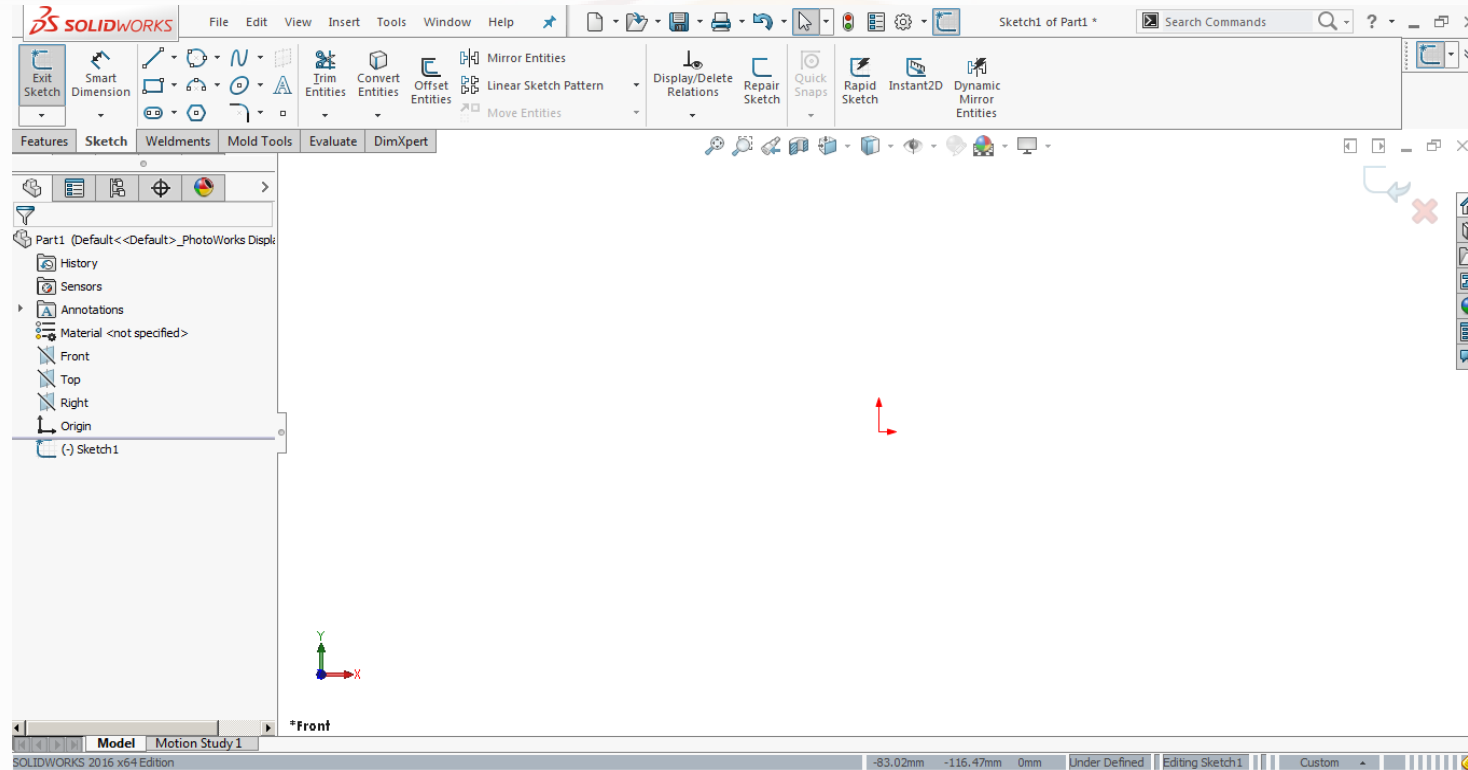 SOLIDWORKS File Edit View Insert Tools Window Help Sketch1 of Part1 * Search Commands ?
Exit Sketch
Smart Dimension
A
Trim Entities
Convert Entities
Offset Entities
Mirror Entities
Linear Sketch Pattern
Move Entities
Display/Delete Relations
Repair Sketch
Quick Snaps
Rapid Sketch
Instant2D
Dynamic Mirror Entities
Features Sketch Weldments Mold Tools Evaluate DimXpert
Part1 (Default<<Default>_PhotoWorks Displa
History
Sensors
A Annotations
Material <not specified>
Front
Top
Right
Origin
(-) Sketch1
Y
X
*Front
Model Motion Study 1
SOLIDWORKS 2016 x64 Edition -83.02mm -116.47mm 0mm Under Defined Editing Sketch1 Custom